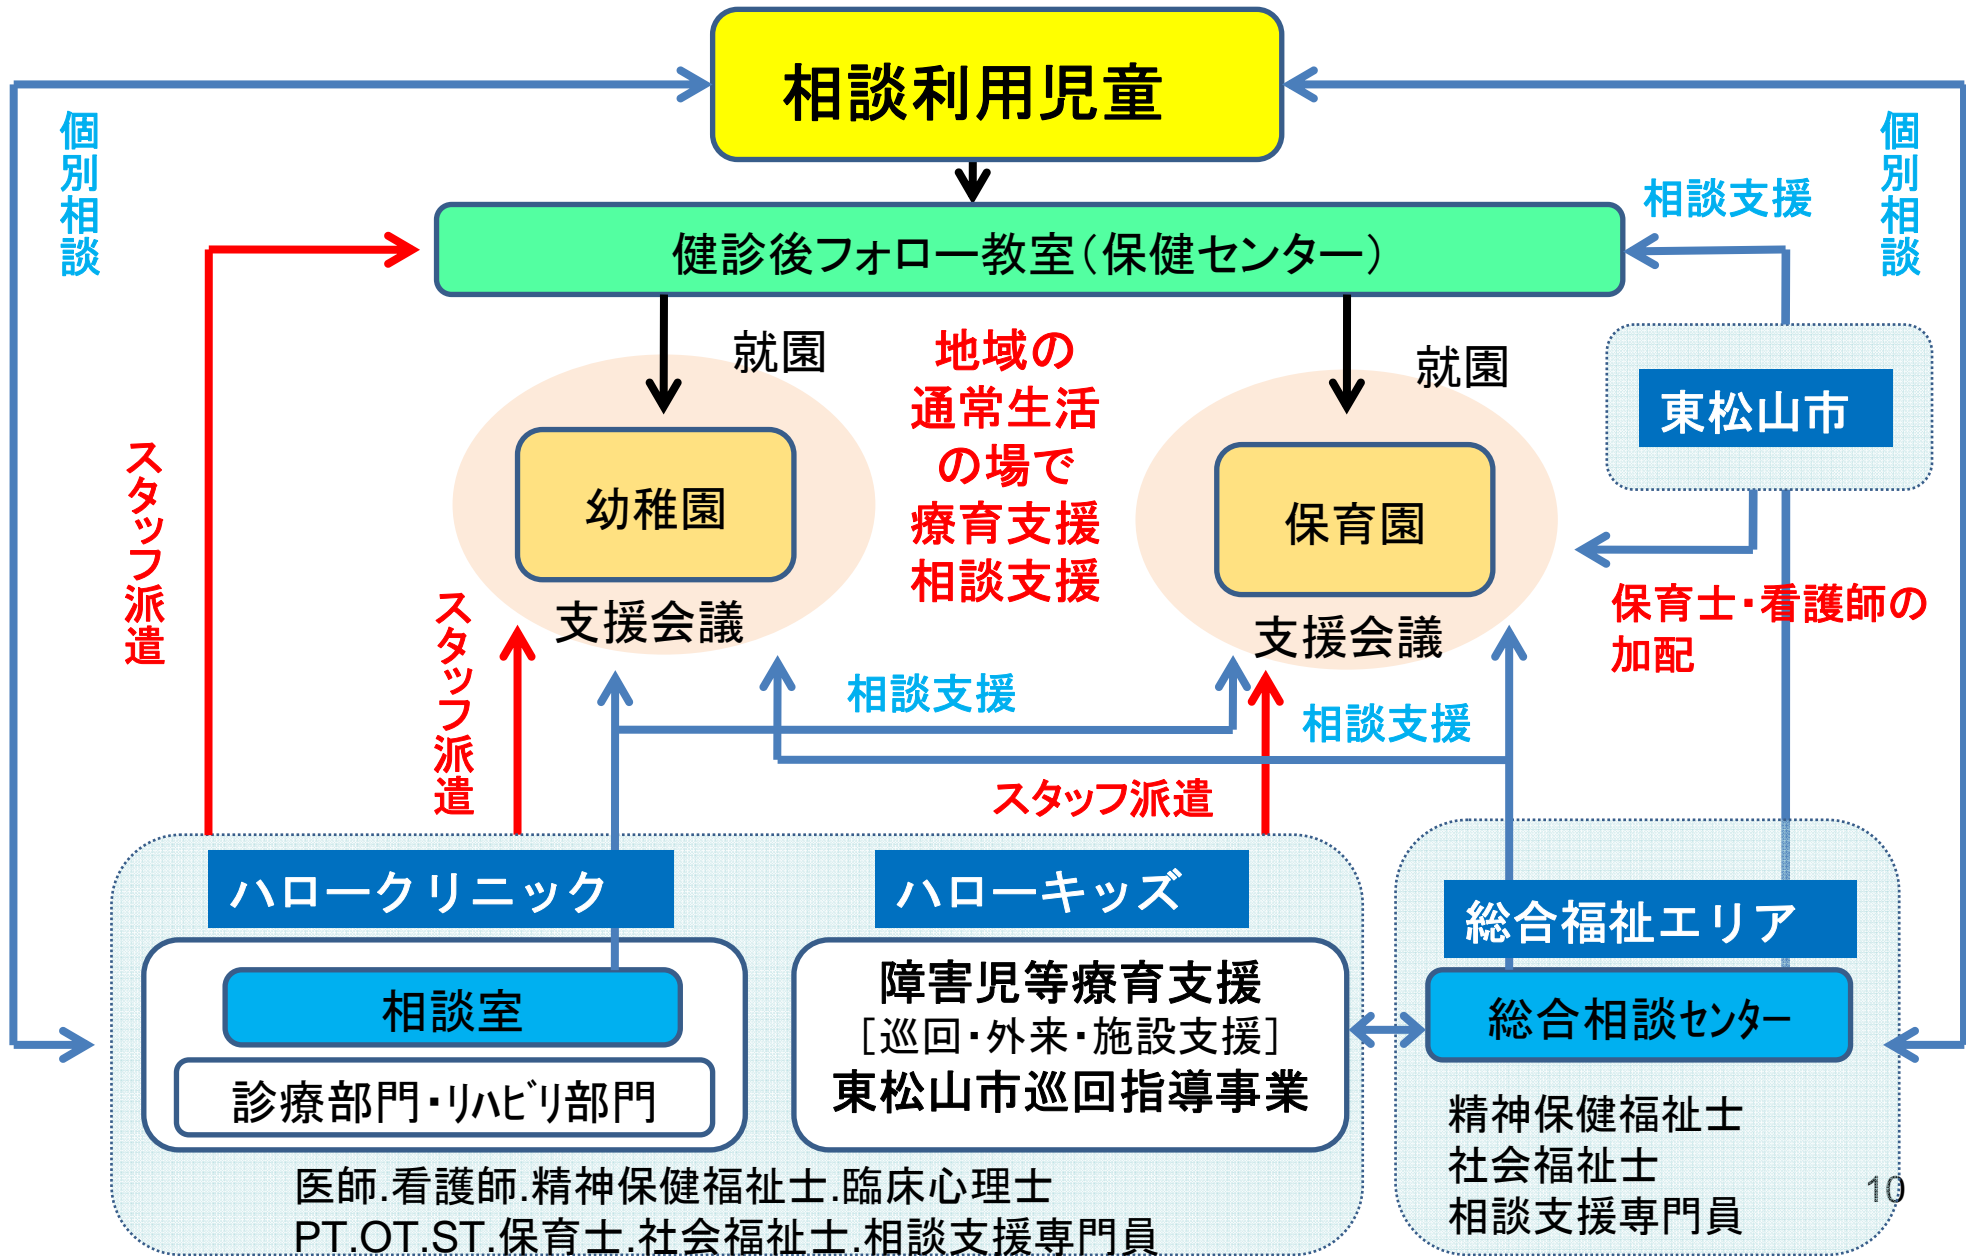 相談利用児童
個別相談
個別相談
相談支援
健診後フォロー教室（保健センター）
就園
地域の
通常生活
の場で
療育支援
相談支援
就園
東松山市
スタッフ派遣
幼稚園
保育園
スタッフ派遣
支援会議
支援会議
保育士・看護師の
加配
相談支援
相談支援
スタッフ派遣
ハロークリニック
ハローキッズ
総合福祉エリア
相談室
診療部門・リハビリ部門
障害児等療育支援
［巡回・外来・施設支援］
東松山市巡回指導事業
総合相談センター
医師.看護師.精神保健福祉士.臨床心理士
PT.OT.ST.保育士.社会福祉士.相談支援専門員
精神保健福祉士
社会福祉士
相談支援専門員
10